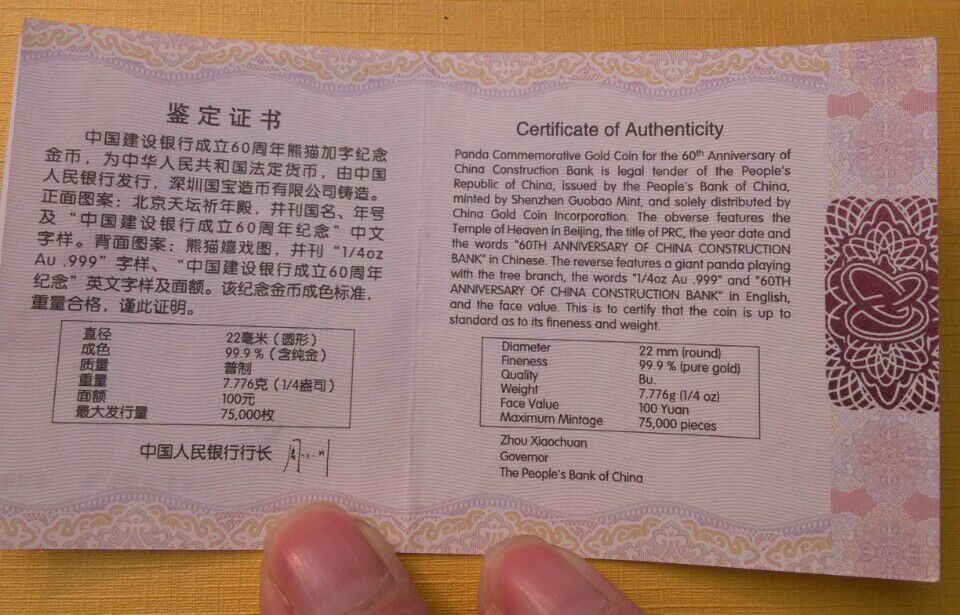 鉴定证书
中国建设银行成立60周年熊猫加字纪念
金币，为中华人民共和国法定货币，由中国
人民银行发行，深圳国宝造币有限公司铸造。
正面图案：北京天坛祈年殿，并刊国名、年号
及“中国建设银行成立60周年纪念”中文
字样。背面图案：熊猫嬉戏图，并刊“1/4oz
Au .999”字样、“中国建设银行成立60周年
纪念”英文字样及面额。该纪念金币成色标准，
重量合格，谨此证明。
直径 22毫米（圆形）
成色 99.9％（含纯金）
质量 普制
重量 7.776克（1/4盎司）
面额 100元
最大发行量 75,000枚
中国人民银行行长
Certificate of Authenticity
Panda Commemorative Gold Coin for the 60th Anniversary of
China Construction Bank is legal tender of the People's
Republic of China, issued by the People's Bank of China,
minted by Shenzhen Guobao Mint, and solely distributed by
China Gold Coin Incorporation. The obverse features the
Temple of Heaven in Beijing, the title of PRC, the year date and
the words "60TH ANNIVERSARY OF CHINA CONSTRUCTION
BANK" in Chinese. The reverse features a giant panda playing
with the tree branch, the words "1/4oz Au .999" and "60TH
ANNIVERSARY OF CHINA CONSTRUCTION BANK" in English,
and the face value. This is to certify that the coin is up to
standard as to its fineness and weight.
Diameter 22 mm (round)
Fineness 99.9 % (pure gold)
Quality Bu.
Weight 7.776g (1/4 oz)
Face Value 100 Yuan
Maximum Mintage 75,000 pieces
Zhou Xiaochuan
Governor
The People's Bank of China